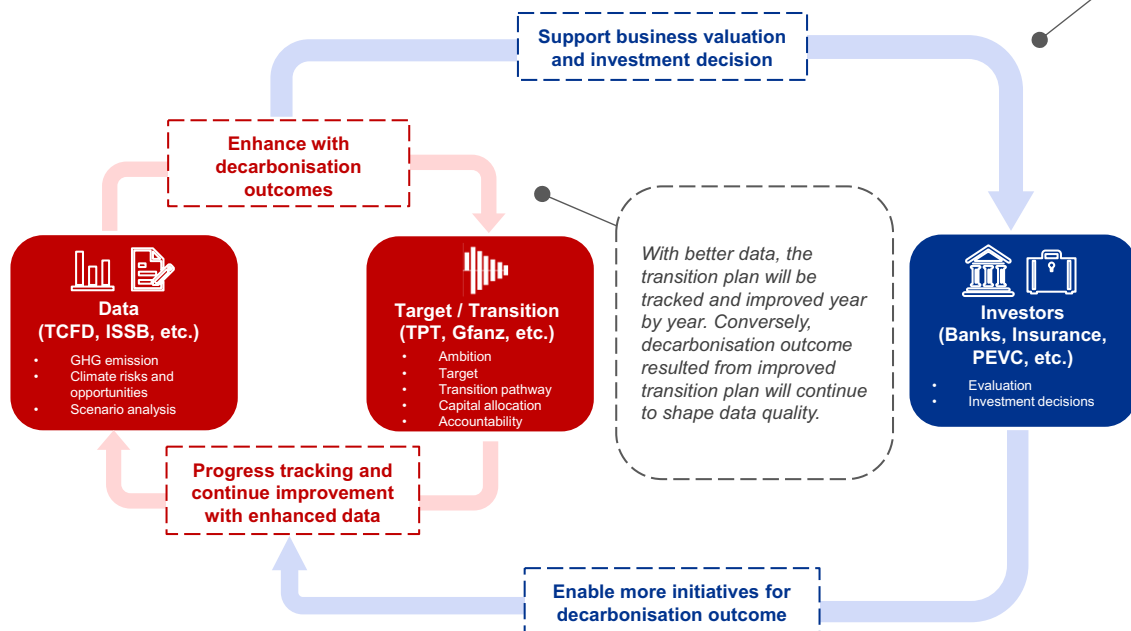 Support business valuation
and investment decision
Enhance with
decarbonisation
outcomes
Data
(TCFD, ISSB, etc.)
• GHG emission
• Climate risks and
opportunities
• Scenario analysis
Target / Transition
(TPT, Gfanz, etc.)
• Ambition
• Target
• Transition pathway
• Capital allocation
• Accountability
With better data, the
transition plan will be
tracked and improved year
by year. Conversely,
decarbonisation outcome
resulted from improved
transition plan will continue
to shape data quality.
Investors
(Banks, Insurance,
PEVC, etc.)
• Evaluation
• Investment decisions
Progress tracking and
continue improvement
with enhanced data
Enable more initiatives for
decarbonisation outcome